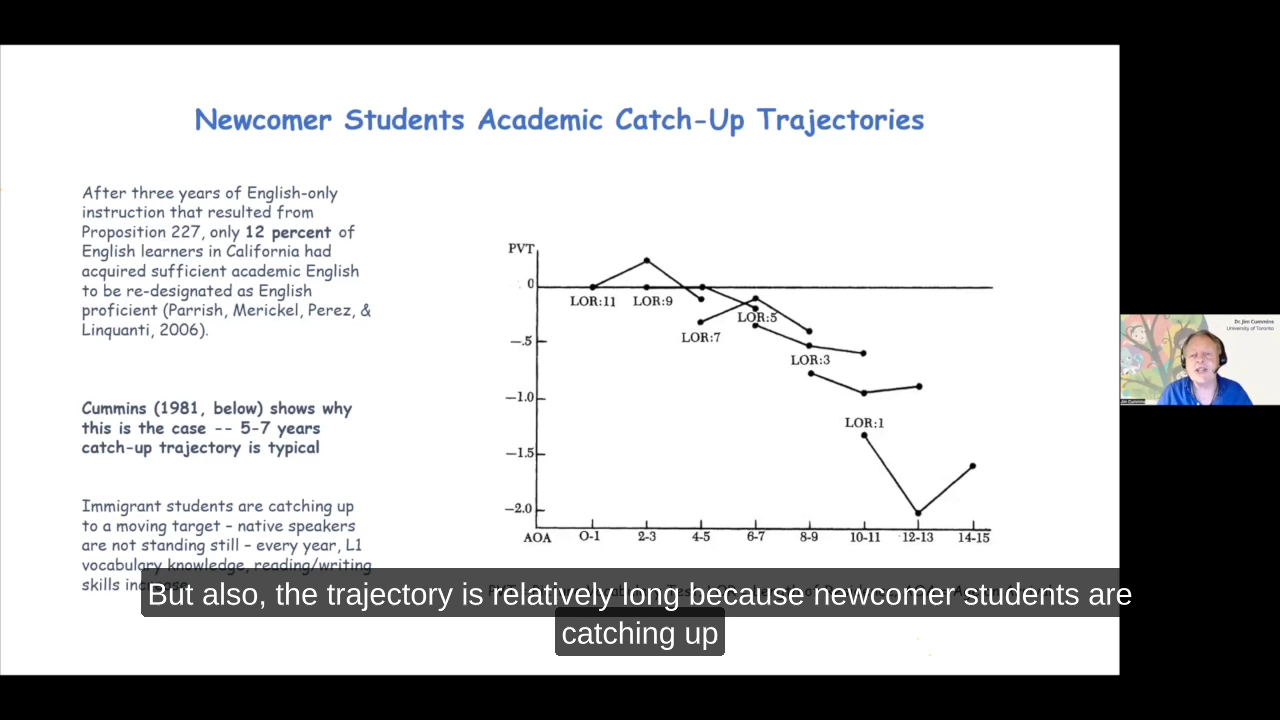 Newcomer Students Academic Catch-Up Trajectories
After three years of English-only
instruction that resulted from
Proposition 227, only 12 percent of
English learners in California had
acquired sufficient academic English
to be re-designated as English
proficient (Parrish, Merickel, Perez, &
Linquanti, 2006).
Cummins (1981, below) shows why
this is the case -- 5-7 years
catch-up trajectory is typical
Immigrant students are catching up
to a moving target – native speakers
are not standing still – every year, L1
vocabulary knowledge, reading/writing
skills increase
PVT
0
LOR:11 LOR:9
LOR:5
LOR:7
—.5
LOR:3
—1.0
LOR:1
—1.5
—2.0
AOA 0-1 2-3 4-5 6-7 8-9 10-11 12-13 14-15
Dr. Jim Cummins
University of Toronto
Jim Cummins
But also, the trajectory is relatively long because newcomer students are
catching up